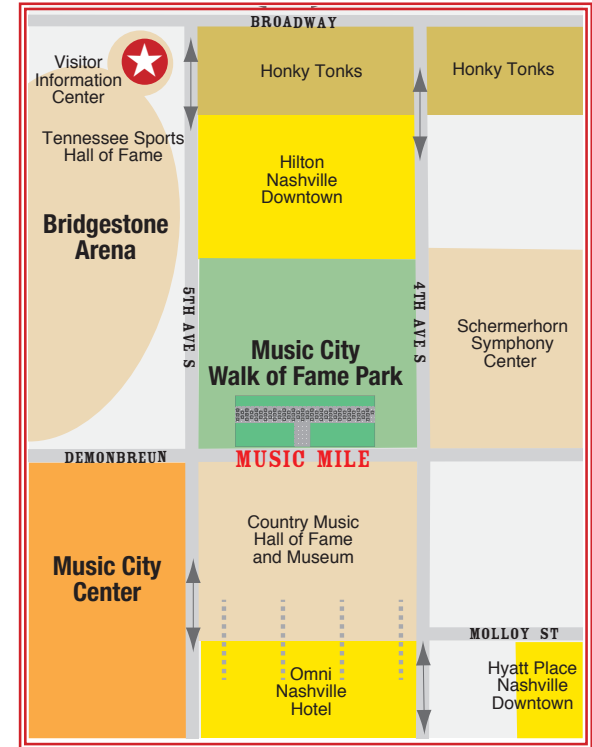 BROADWAY
Visitor
Information
Center
Honky Tonks
Honky Tonks
Tennessee Sports
Hall of Fame
Hilton
Nashville
Downtown
Bridgestone
Arena
5TH AVE S
4TH AVE S
Music City
Walk of Fame Park
Schermerhorn
Symphony
Center
DEMONBREUN
MUSIC MILE
Music City
Center
Country Music
Hall of Fame
and Museum
MOLLOY ST
Omni
Nashville
Hotel
Hyatt Place
Nashville
Downtown